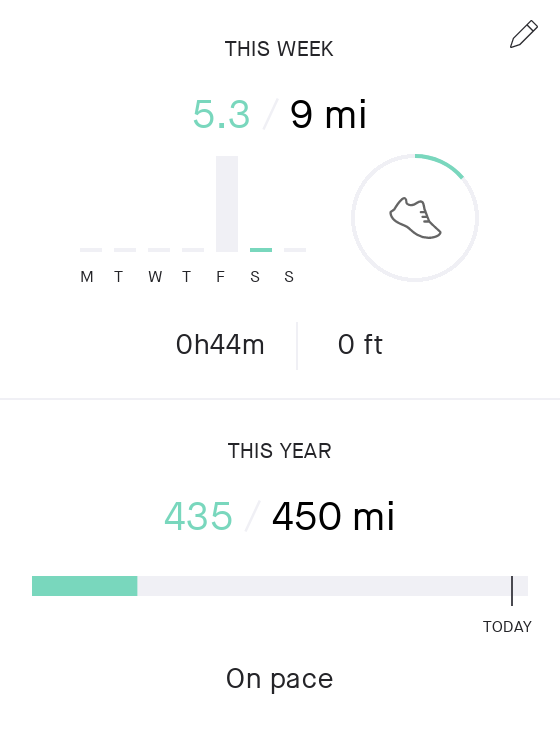 THIS WEEK
5.3 / 9 mi
M T W T F S S
0h44m 0 ft
THIS YEAR
435 / 450 mi
TODAY
On pace